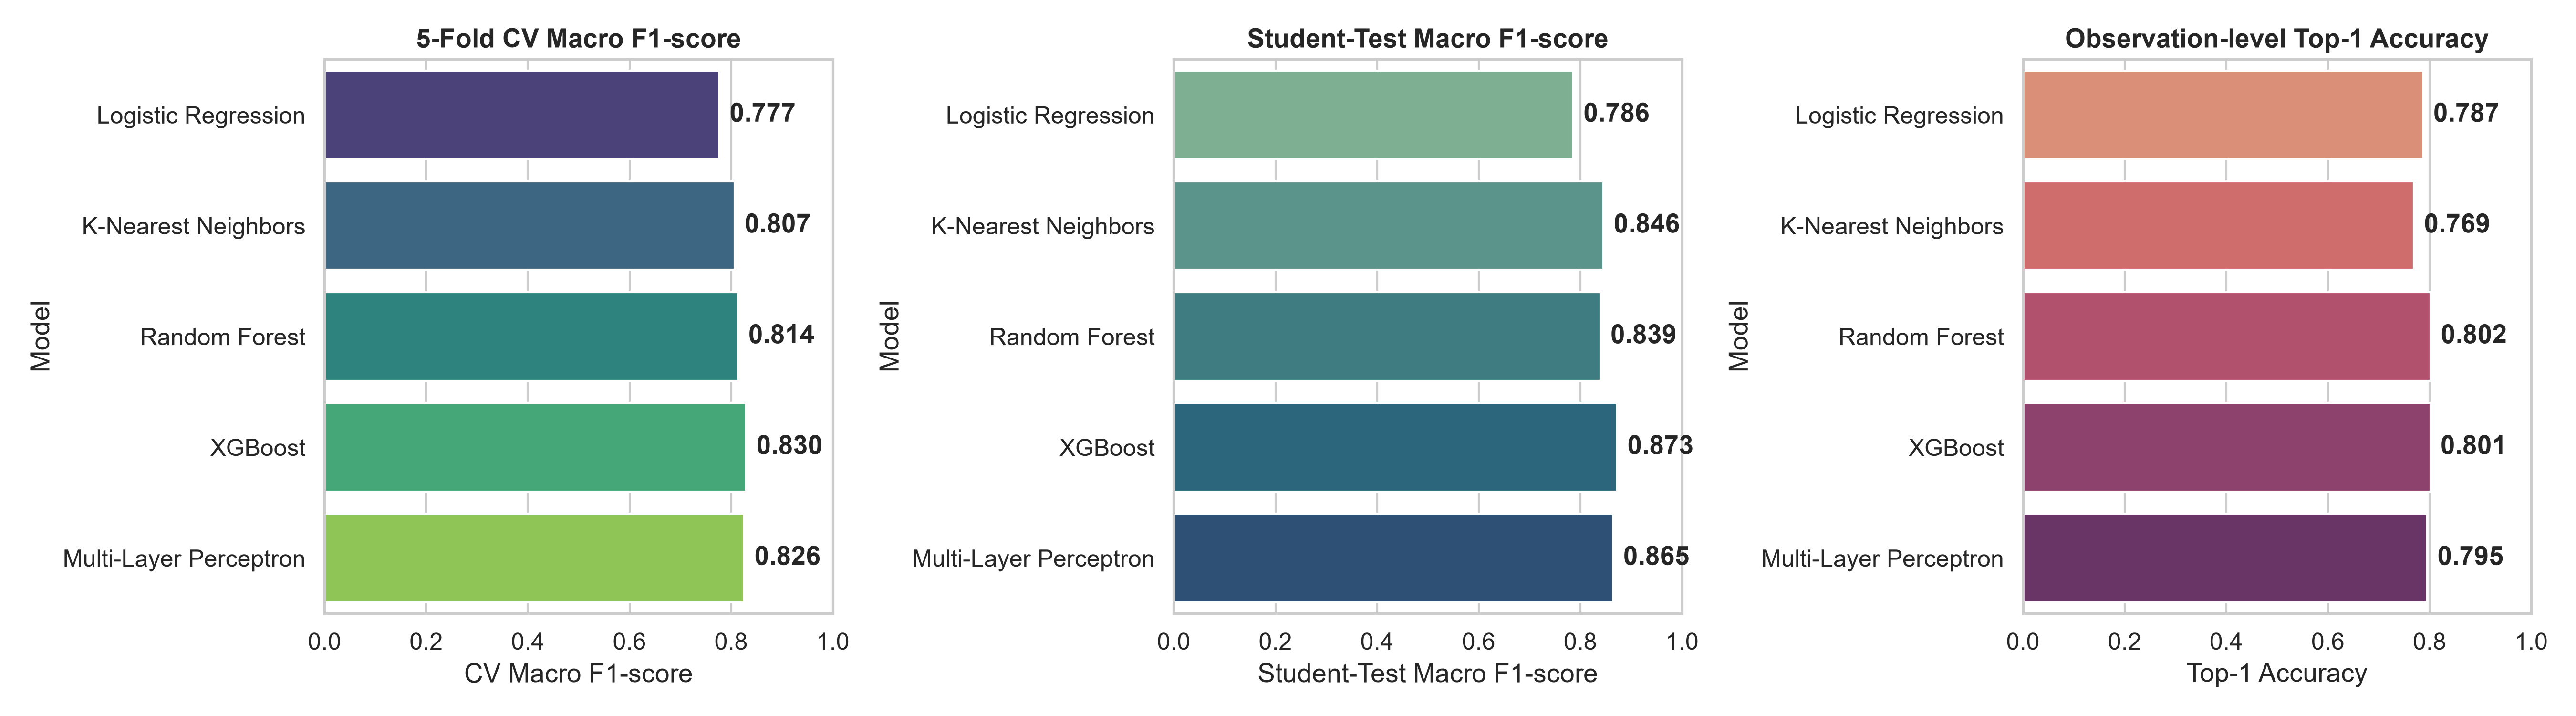 5-Fold CV Macro F1-score
Model
Logistic Regression 0.777
K-Nearest Neighbors 0.807
Random Forest 0.814
XGBoost 0.830
Multi-Layer Perceptron 0.826
0.0 0.2 0.4 0.6 0.8 1.0
CV Macro F1-score
Student-Test Macro F1-score
Model
Logistic Regression 0.786
K-Nearest Neighbors 0.846
Random Forest 0.839
XGBoost 0.873
Multi-Layer Perceptron 0.865
0.0 0.2 0.4 0.6 0.8 1.0
Student-Test Macro F1-score
Observation-level Top-1 Accuracy
Model
Logistic Regression 0.787
K-Nearest Neighbors 0.769
Random Forest 0.802
XGBoost 0.801
Multi-Layer Perceptron 0.795
0.0 0.2 0.4 0.6 0.8 1.0
Top-1 Accuracy